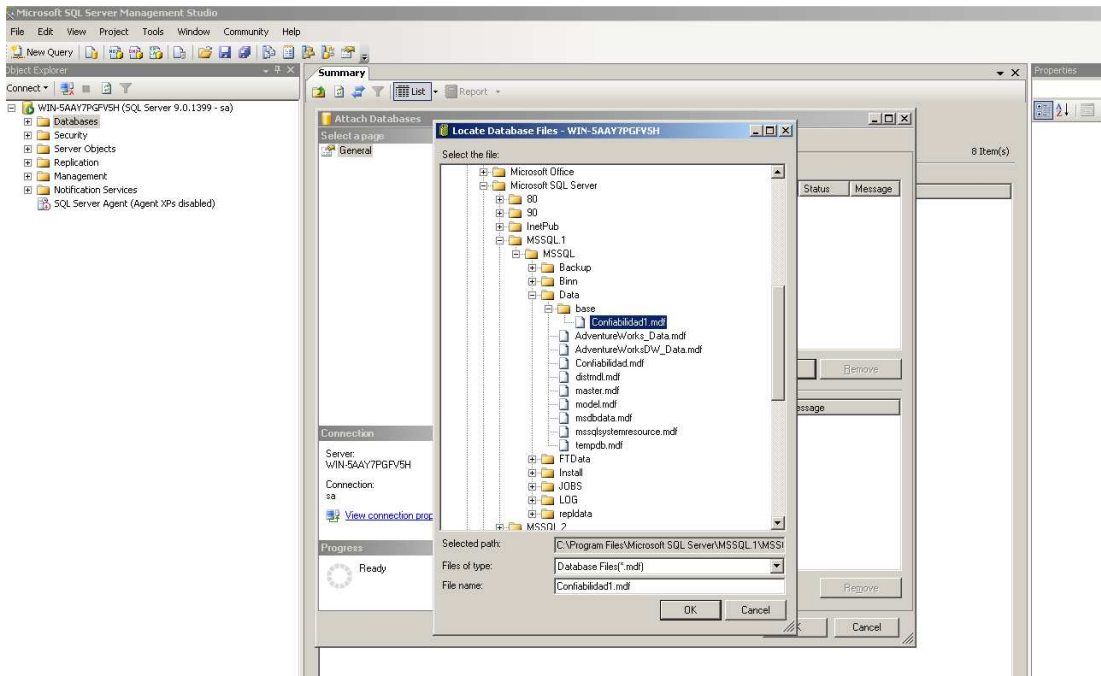 Microsoft SQL Server Management Studio
File Edit View Project Tools Window Community Help
New Query
Object Explorer
Connect
WIN-5AAY7PGFV5H (SQL Server 9.0.1399 - sa)
Databases
Security
Server Objects
Replication
Management
Notification Services
SQL Server Agent (Agent XPs disabled)
Summary
List Report
8 Item(s)
Attach Databases
Select a page
General
Status Message
Remove
Connection
Server:
WIN-5AAY7PGFV5H
Connection:
sa
View connection prop
Progress
Ready
Remove
Cancel
Locate Database Files - WIN-5AAY7PGFV5H
Select the file:
Microsoft Office
Microsoft SQL Server
80
90
InetPub
MSSQL.1
MSSQL
Backup
Binn
Data
base
Confiabilidad1.mdf
AdventureWorks_Data.mdf
AdventureWorksDW_Data.mdf
Confiabilidad.mdf
distmdl.mdf
master.mdf
model.mdf
msdbdata.mdf
mssqlsystemresource.mdf
tempdb.mdf
FTData
Install
JOBS
LOG
repldata
MSSQL.2
Selected path: C:\Program Files\Microsoft SQL Server\MSSQL.1\MSS
Files of type: Database Files(*.mdf)
File name: Confiabilidad1.mdf
OK Cancel
Properties